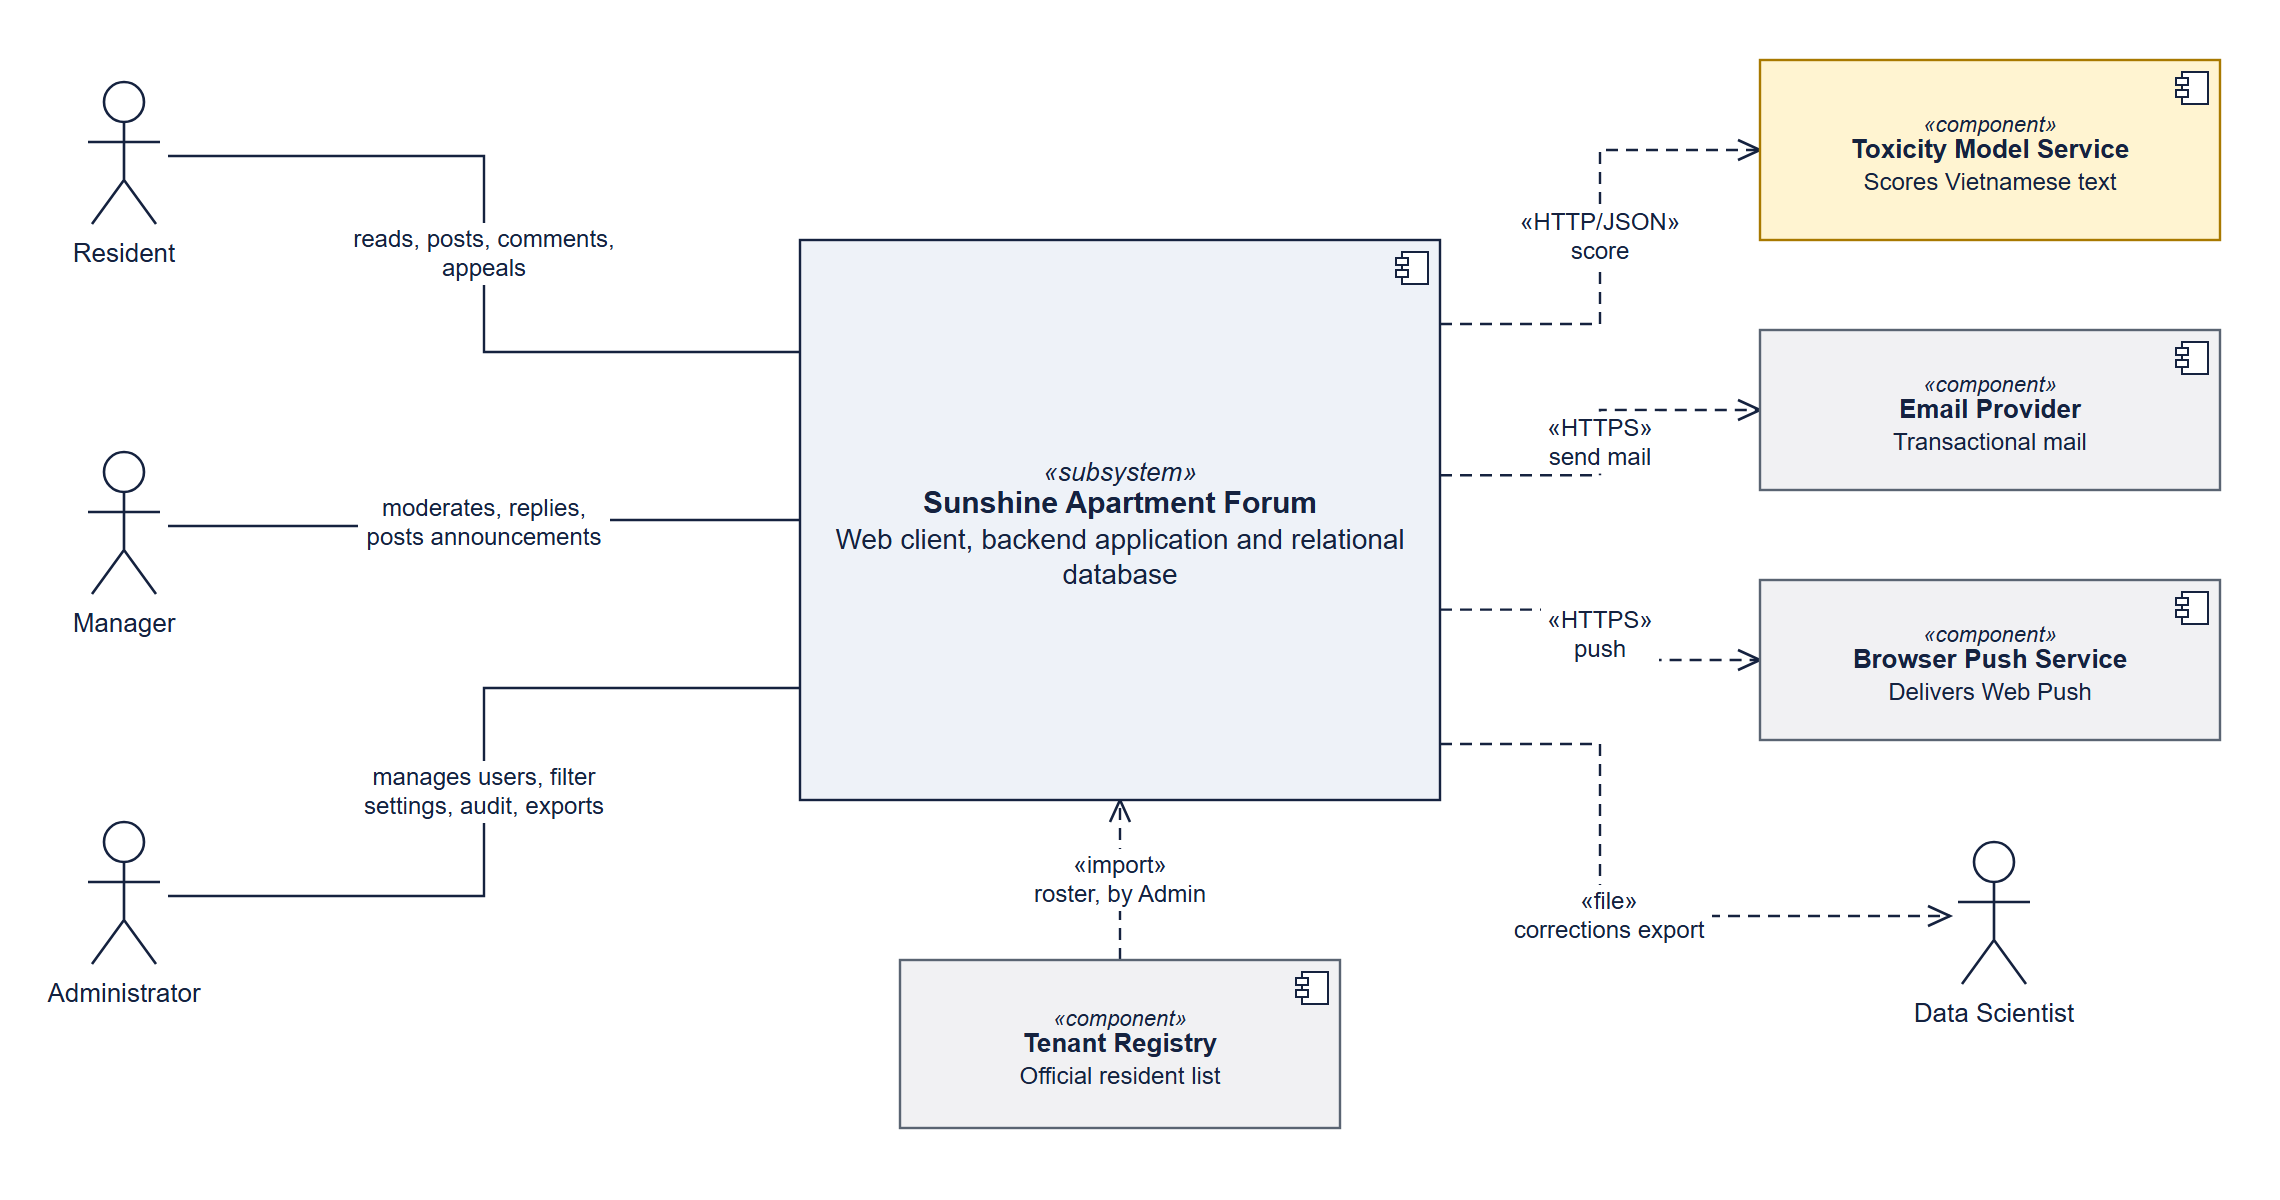 Resident
reads, posts, comments,
appeals
Manager
moderates, replies,
posts announcements
Administrator
manages users, filter
settings, audit, exports
«subsystem»
Sunshine Apartment Forum
Web client, backend application and relational
database
«import»
roster, by Admin
«component»
Tenant Registry
Official resident list
«HTTP/JSON»
score
«component»
Toxicity Model Service
Scores Vietnamese text
«HTTPS»
send mail
«component»
Email Provider
Transactional mail
«HTTPS»
push
«component»
Browser Push Service
Delivers Web Push
«file»
corrections export
Data Scientist